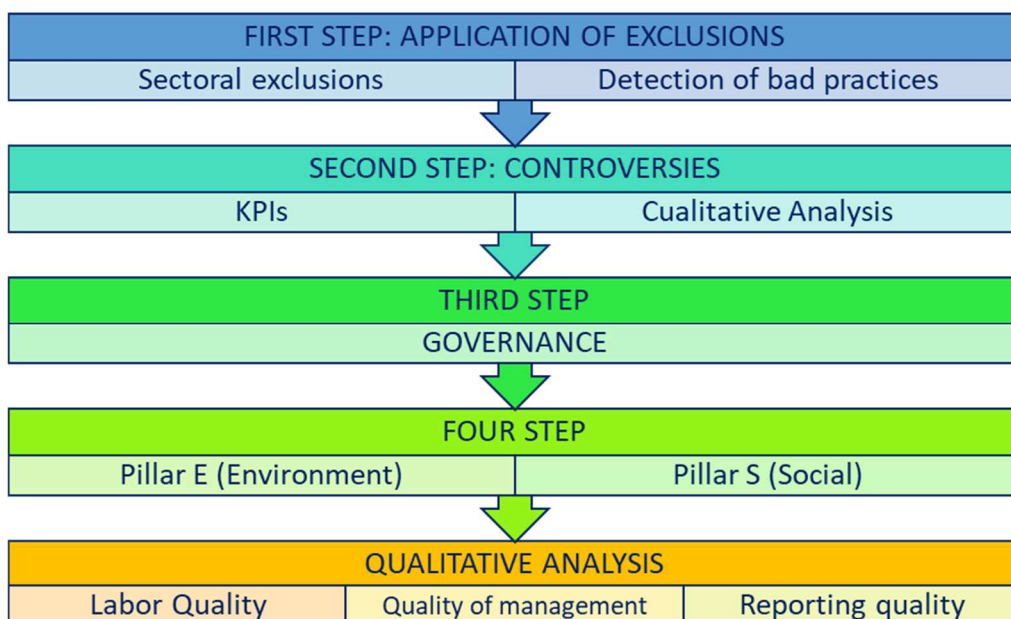 FIRST STEP: APPLICATION OF EXCLUSIONS
Sectoral exclusions
Detection of bad practices
SECOND STEP: CONTROVERSIES
KPIs
Cualitative Analysis
THIRD STEP
GOVERNANCE
FOUR STEP
Pillar E (Environment)
Pillar S (Social)
QUALITATIVE ANALYSIS
Labor Quality
Quality of management
Reporting quality